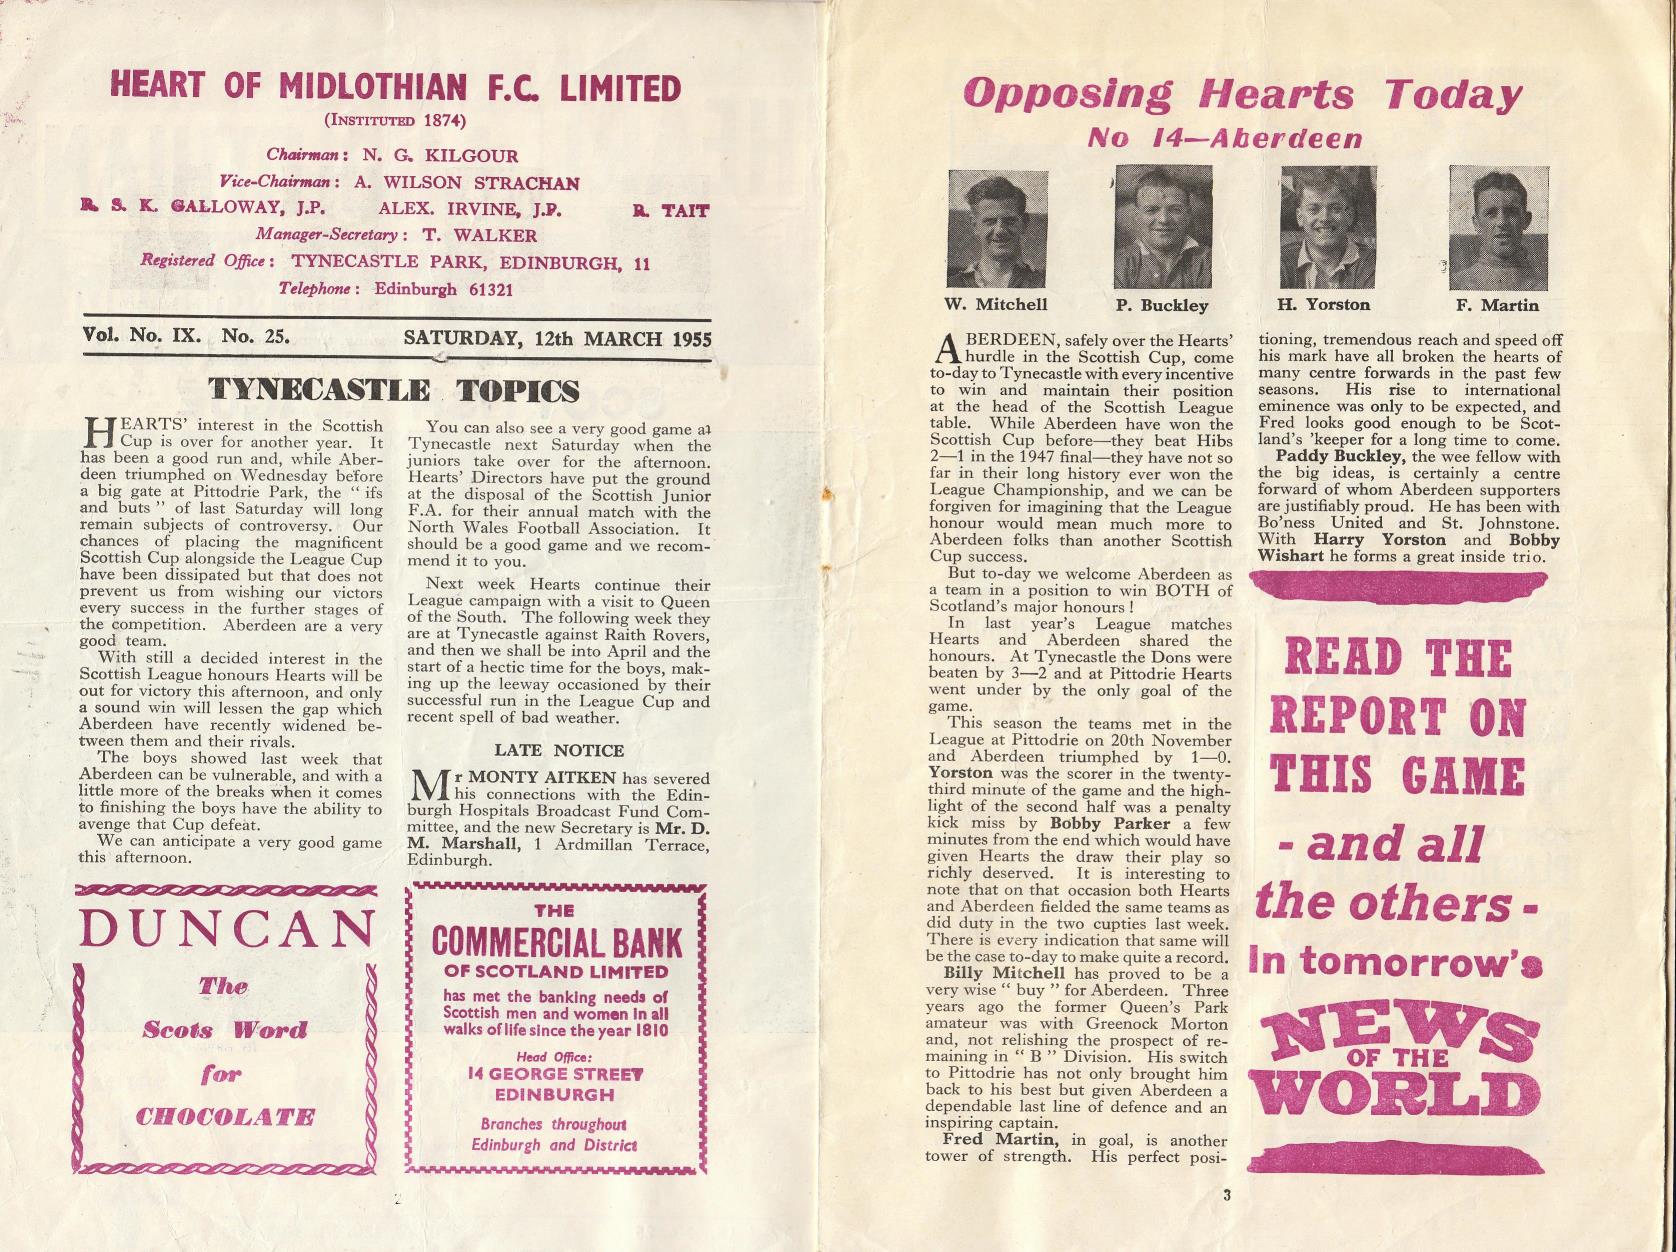 HEART OF MIDLOTHIAN F.C. LIMITED
(INSTITUTED 1874)
Chairman: N. G. KILGOUR
Vice-Chairman: A. WILSON STRACHAN
R. S. K. GALLOWAY, J.P. ALEX. IRVINE, J.P. R. TAIT
Manager-Secretary: T. WALKER
Registered Office: TYNECASTLE PARK, EDINBURGH, 11
Telephone: Edinburgh 61321
Vol. No. IX. No. 25. SATURDAY, 12th MARCH 1955
TYNECASTLE TOPICS
HEARTS' interest in the Scottish
Cup is over for another year. It
has been a good run and, while Aber-
deen triumphed on Wednesday before
a big gate at Pittodrie Park, the " ifs
and buts " of last Saturday will long
remain subjects of controversy. Our
chances of placing the magnificent
Scottish Cup alongside the League Cup
have been dissipated but that does not
prevent us from wishing our victors
every success in the further stages of
the competition. Aberdeen are a very
good team.
With still a decided interest in the
Scottish League honours Hearts will be
out for victory this afternoon, and only
a sound win will lessen the gap which
Aberdeen have recently widened be-
tween them and their rivals.
The boys showed last week that
Aberdeen can be vulnerable, and with a
little more of the breaks when it comes
to finishing the boys have the ability to
avenge that Cup defeat.
We can anticipate a very good game
this afternoon.
You can also see a very good game at
Tynecastle next Saturday when the
juniors take over for the afternoon.
Hearts' Directors have put the ground
at the disposal of the Scottish Junior
F.A. for their annual match with the
North Wales Football Association. It
should be a good game and we recom-
mend it to you.
Next week Hearts continue their
League campaign with a visit to Queen
of the South. The following week they
are at Tynecastle against Raith Rovers,
and then we shall be into April and the
start of a hectic time for the boys, mak-
ing up the leeway occasioned by their
successful run in the League Cup and
recent spell of bad weather.
LATE NOTICE
Mr MONTY AITKEN has severed
his connections with the Edin-
burgh Hospitals Broadcast Fund Com-
mittee, and the new Secretary is Mr. D.
M. Marshall, 1 Ardmillan Terrace,
Edinburgh.
DUNCAN
The
Scots Word
for
CHOCOLATE
THE
COMMERCIAL BANK
OF SCOTLAND LIMITED
has met the banking needs of
Scottish men and women in all
walks of life since the year 1810
Head Office:
14 GEORGE STREET
EDINBURGH
Branches throughout
Edinburgh and District
2
Opposing Hearts Today
No 14—Aberdeen
W. Mitchell P. Buckley H. Yorston F. Martin
ABERDEEN, safely over the Hearts'
hurdle in the Scottish Cup, come
to-day to Tynecastle with every incentive
to win and maintain their position
at the head of the Scottish League
table. While Aberdeen have won the
Scottish Cup before—they beat Hibs
2—1 in the 1947 final—they have not so
far in their long history ever won the
League Championship, and we can be
forgiven for imagining that the League
honour would mean much more to
Aberdeen folks than another Scottish
Cup success.
But to-day we welcome Aberdeen as
a team in a position to win BOTH of
Scotland's major honours !
In last year's League matches
Hearts and Aberdeen shared the
honours. At Tynecastle the Dons were
beaten by 3—2 and at Pittodrie Hearts
went under by the only goal of the
game.
This season the teams met in the
League at Pittodrie on 20th November
and Aberdeen triumphed by 1—0.
Yorston was the scorer in the twenty-
third minute of the game and the high-
light of the second half was a penalty
kick miss by Bobby Parker a few
minutes from the end which would have
given Hearts the draw their play so
richly deserved. It is interesting to
note that on that occasion both Hearts
and Aberdeen fielded the same teams as
did duty in the two cupties last week.
There is every indication that same will
be the case to-day to make quite a record.
Billy Mitchell has proved to be a
very wise " buy " for Aberdeen. Three
years ago the former Queen's Park
amateur was with Greenock Morton
and, not relishing the prospect of re-
maining in " B " Division. His switch
to Pittodrie has not only brought him
back to his best but given Aberdeen a
dependable last line of defence and an
inspiring captain.
Fred Martin, in goal, is another
tower of strength. His perfect posi-
tioning, tremendous reach and speed off
his mark have all broken the hearts of
many centre forwards in the past few
seasons. His rise to international
eminence was only to be expected, and
Fred looks good enough to be Scot-
land's 'keeper for a long time to come.
Paddy Buckley, the wee fellow with
the big ideas, is certainly a centre
forward of whom Aberdeen supporters
are justifiably proud. He has been with
Bo'ness United and St. Johnstone.
With Harry Yorston and Bobby
Wishart he forms a great inside trio.
READ THE
REPORT ON
THIS GAME
- and all
the others -
In tomorrow's
NEWS
OF THE
WORLD
3